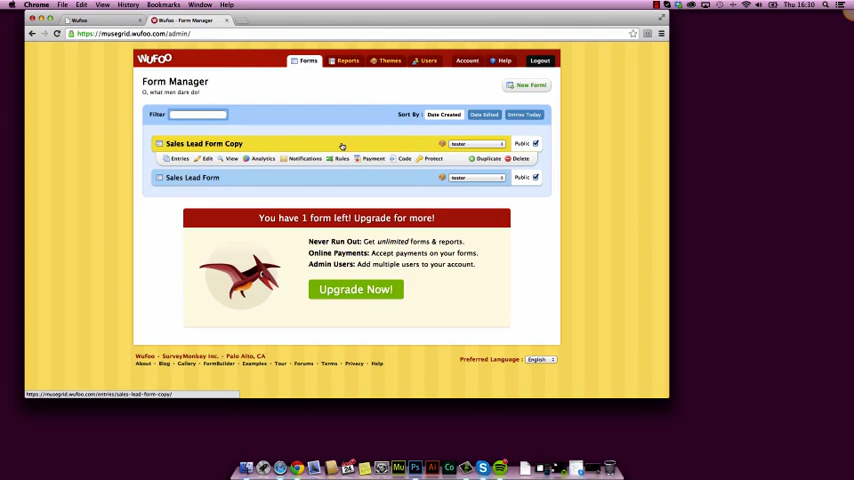 Chrome File Edit View History Bookmarks Window Help
Thu 16:30
Wufoo
Wufoo - Form Manager
https://musegrid.wufoo.com/admin/
WUFOO
Forms Reports Themes Users Account Help Logout
Form Manager
O, what men dare do!
New Form!
Filter
Sort By : Date Created Date Edited Entries Today
Sales Lead Form Copy
tester
Public
Entries Edit View Analytics Notifications Rules Payment Code Protect Duplicate Delete
Sales Lead Form
tester
Public
You have 1 form left! Upgrade for more!
Never Run Out: Get unlimited forms & reports.
Online Payments: Accept payments on your forms.
Admin Users: Add multiple users to your account.
Upgrade Now!
Wufoo · SurveyMonkey Inc. · Palo Alto, CA
Preferred Language : English
About · Blog · Gallery · FormBuilder · Examples · Tour · Forums · Terms · Privacy · Help
https://musegrid.wufoo.com/entries/sales-lead-form-copy/
24
Mu Ps Ai Co